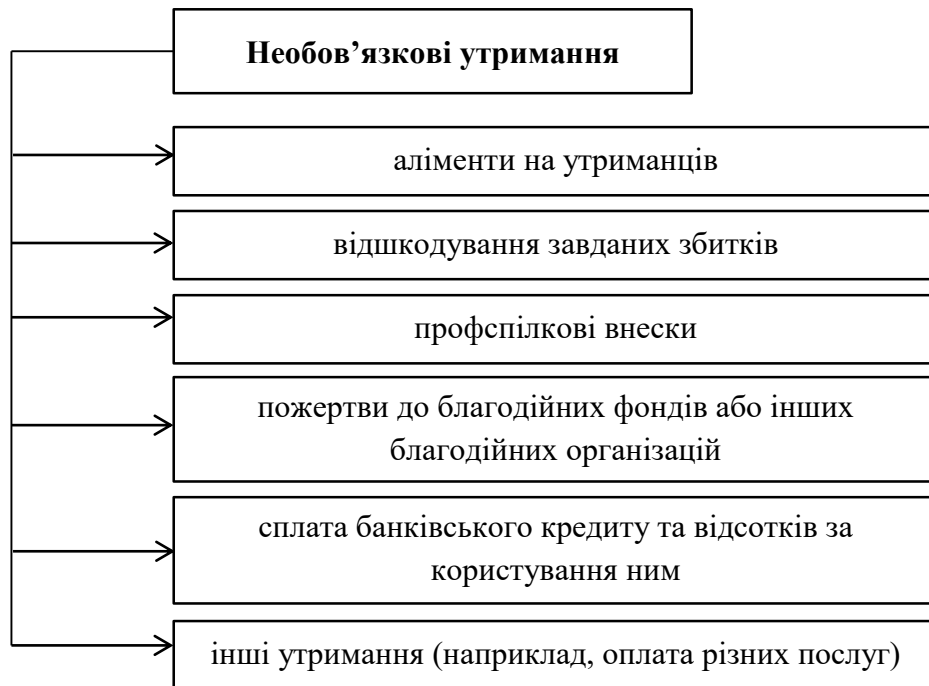 Необов’язкові утримання
аліменти на утриманців
відшкодування завданих збитків
профспілкові внески
пожертви до благодійних фондів або інших
благодійних організацій
сплата банківського кредиту та відсотків за
користування ним
інші утримання (наприклад, оплата різних послуг)